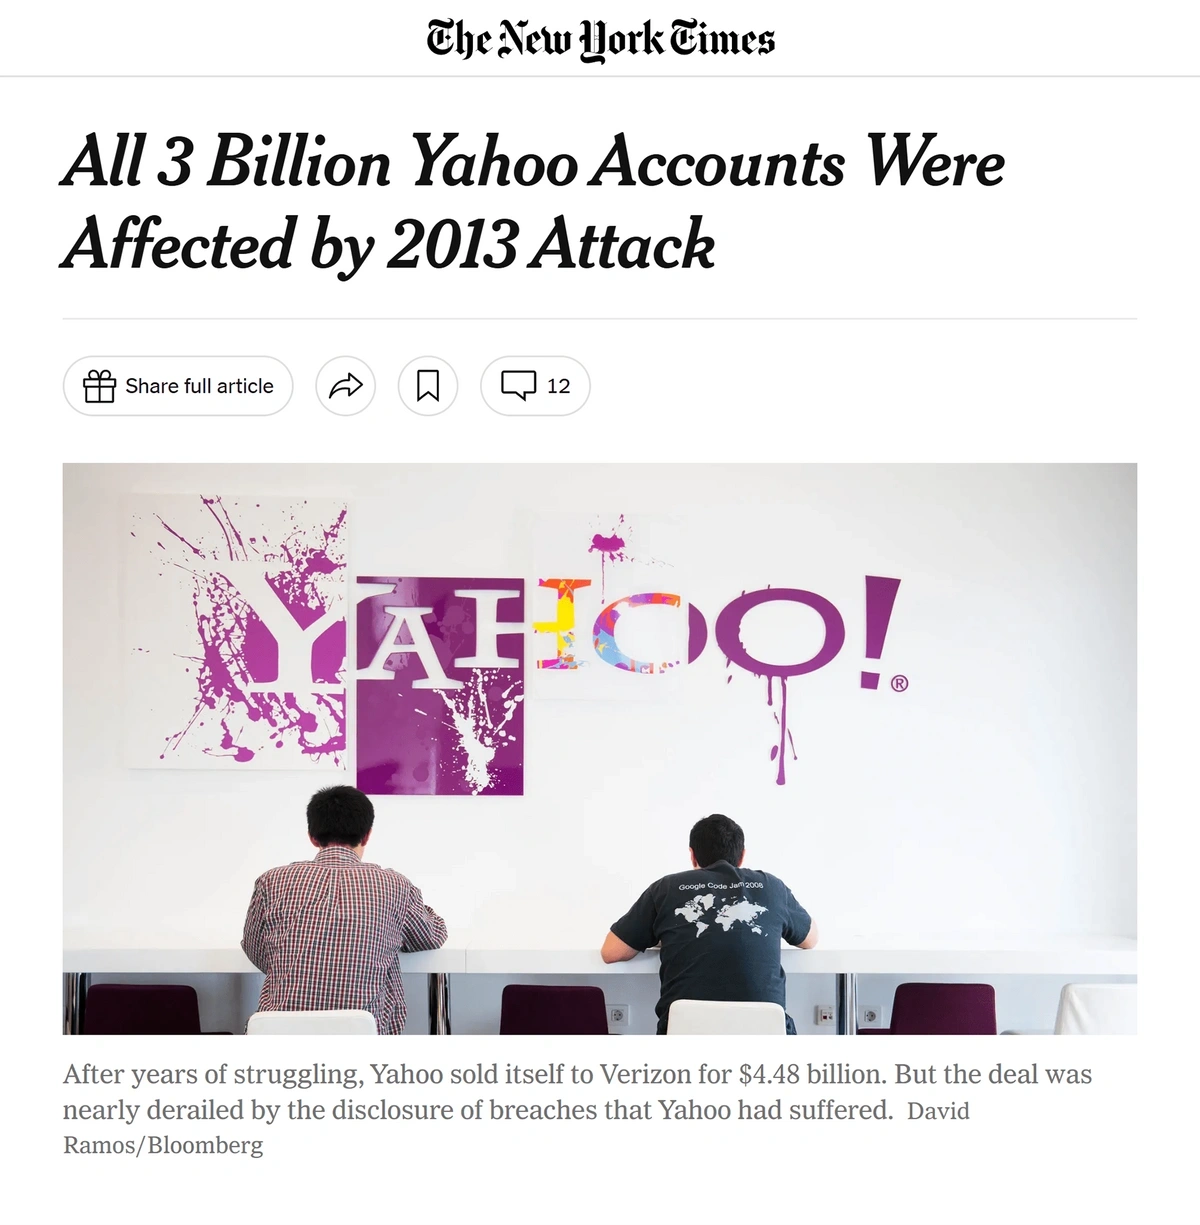 The New York Times
All 3 Billion Yahoo Accounts Were
Affected by 2013 Attack
Share full article
12
YAHOO!®
Google Code Jam 2008
After years of struggling, Yahoo sold itself to Verizon for $4.48 billion. But the deal was
nearly derailed by the disclosure of breaches that Yahoo had suffered. David
Ramos/Bloomberg